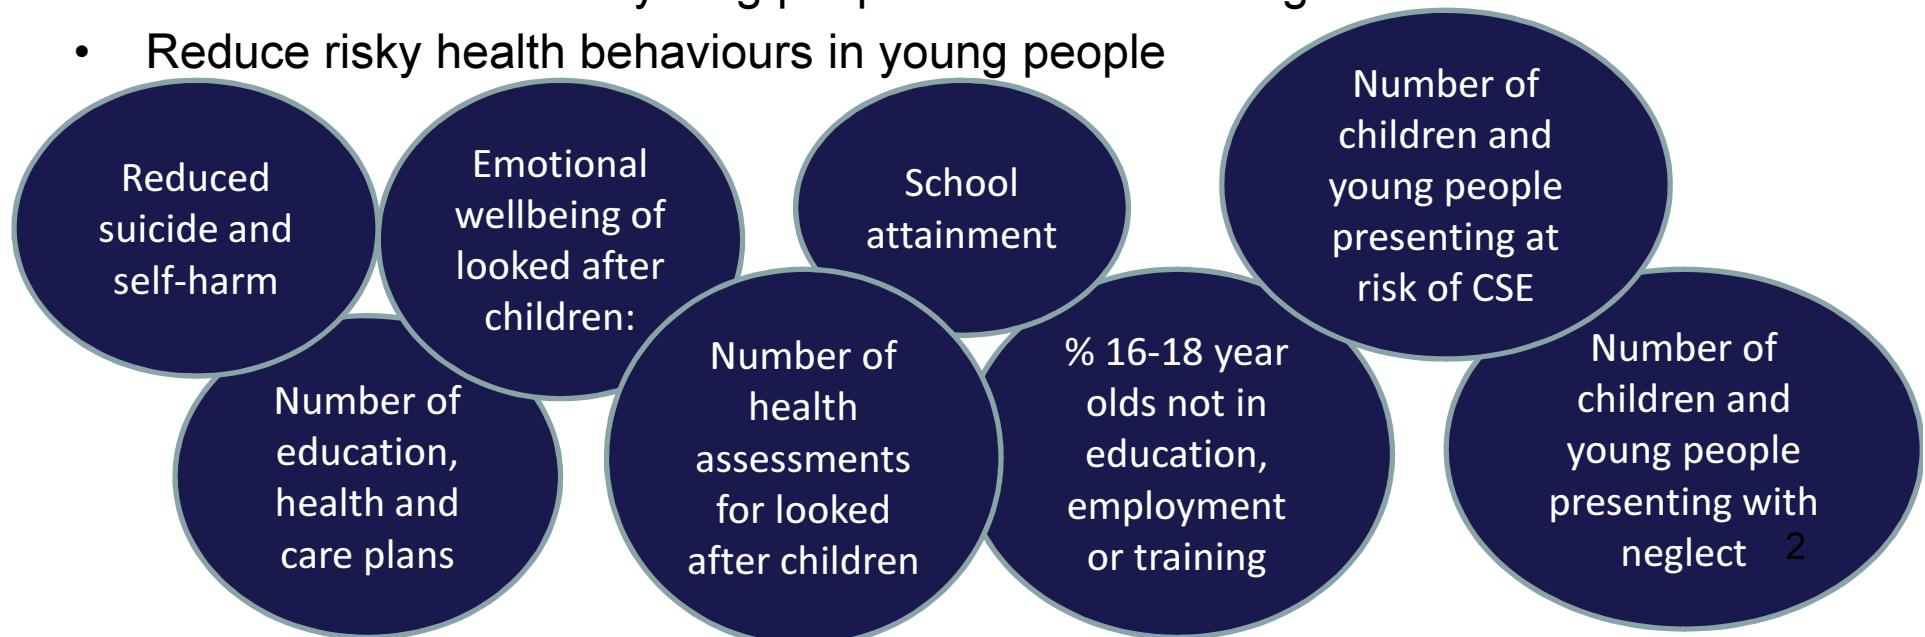 • Reduce risky health behaviours in young people
Reduced
suicide and
self-harm
Emotional
wellbeing of
looked after
children:
School
attainment
Number of
children and
young people
presenting at
risk of CSE
Number of
education,
health and
care plans
Number of
health
assessments
for looked
after children
% 16-18 year
olds not in
education,
employment
or training
Number of
children and
young people
presenting with
neglect
2